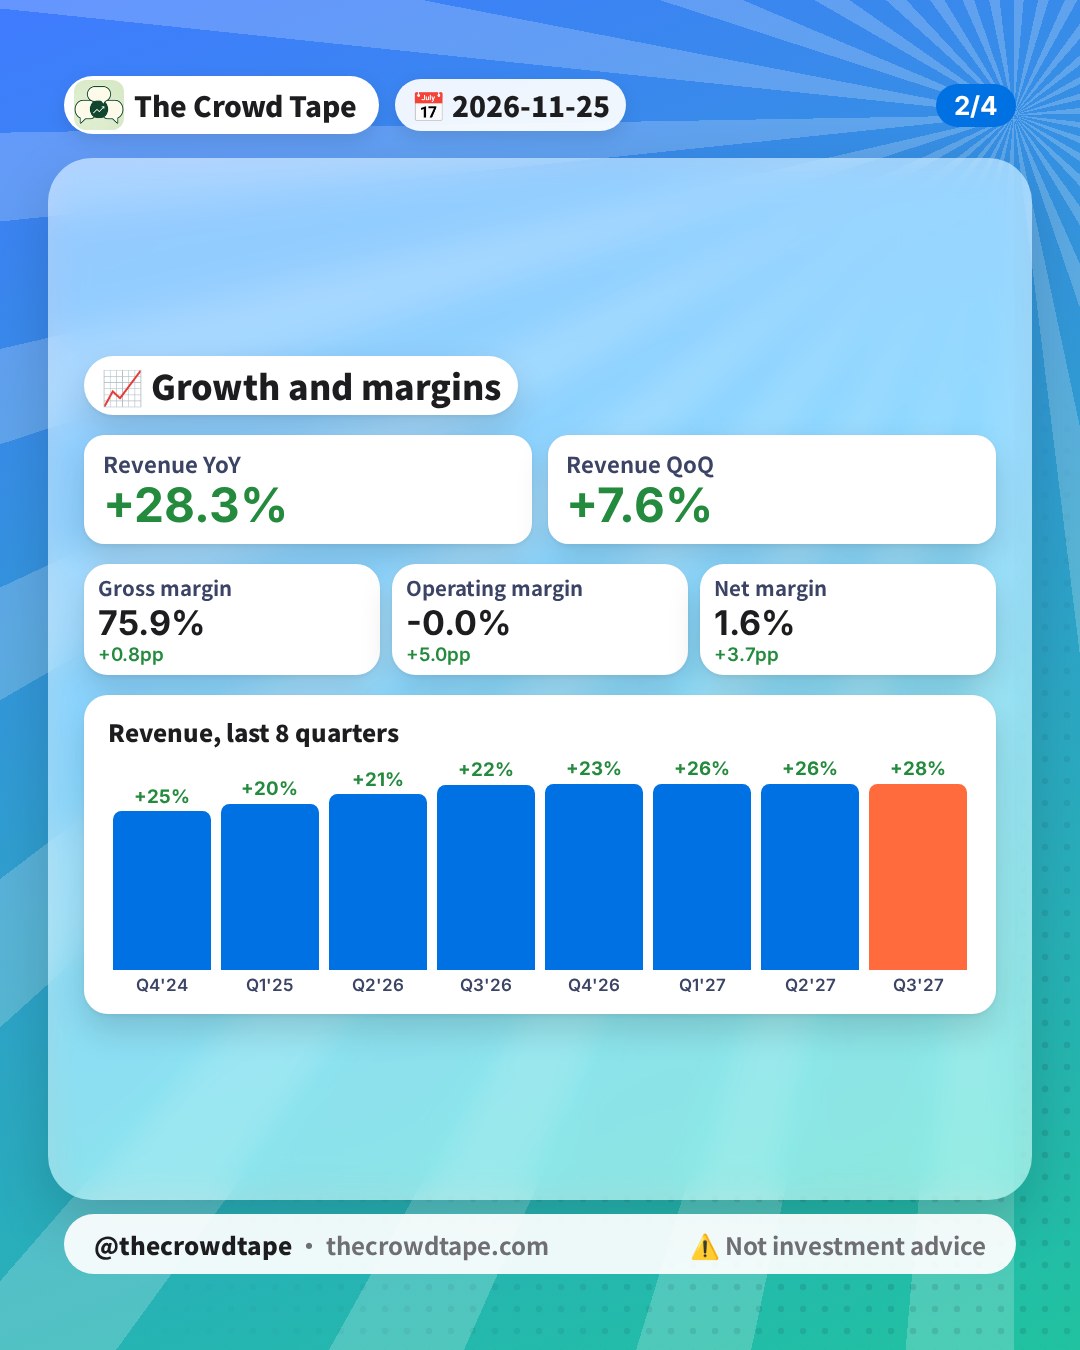 The Crowd Tape
2026-11-25
2/4
Growth and margins
Revenue YoY
+28.3%
Revenue QoQ
+7.6%
Gross margin
75.9%
+0.8pp
Operating margin
-0.0%
+5.0pp
Net margin
1.6%
+3.7pp
Revenue, last 8 quarters
+25% +20% +21% +22% +23% +26% +26% +28%
Q4'24 Q1'25 Q2'26 Q3'26 Q4'26 Q1'27 Q2'27 Q3'27
@thecrowdtape • thecrowdtape.com
⚠️ Not investment advice